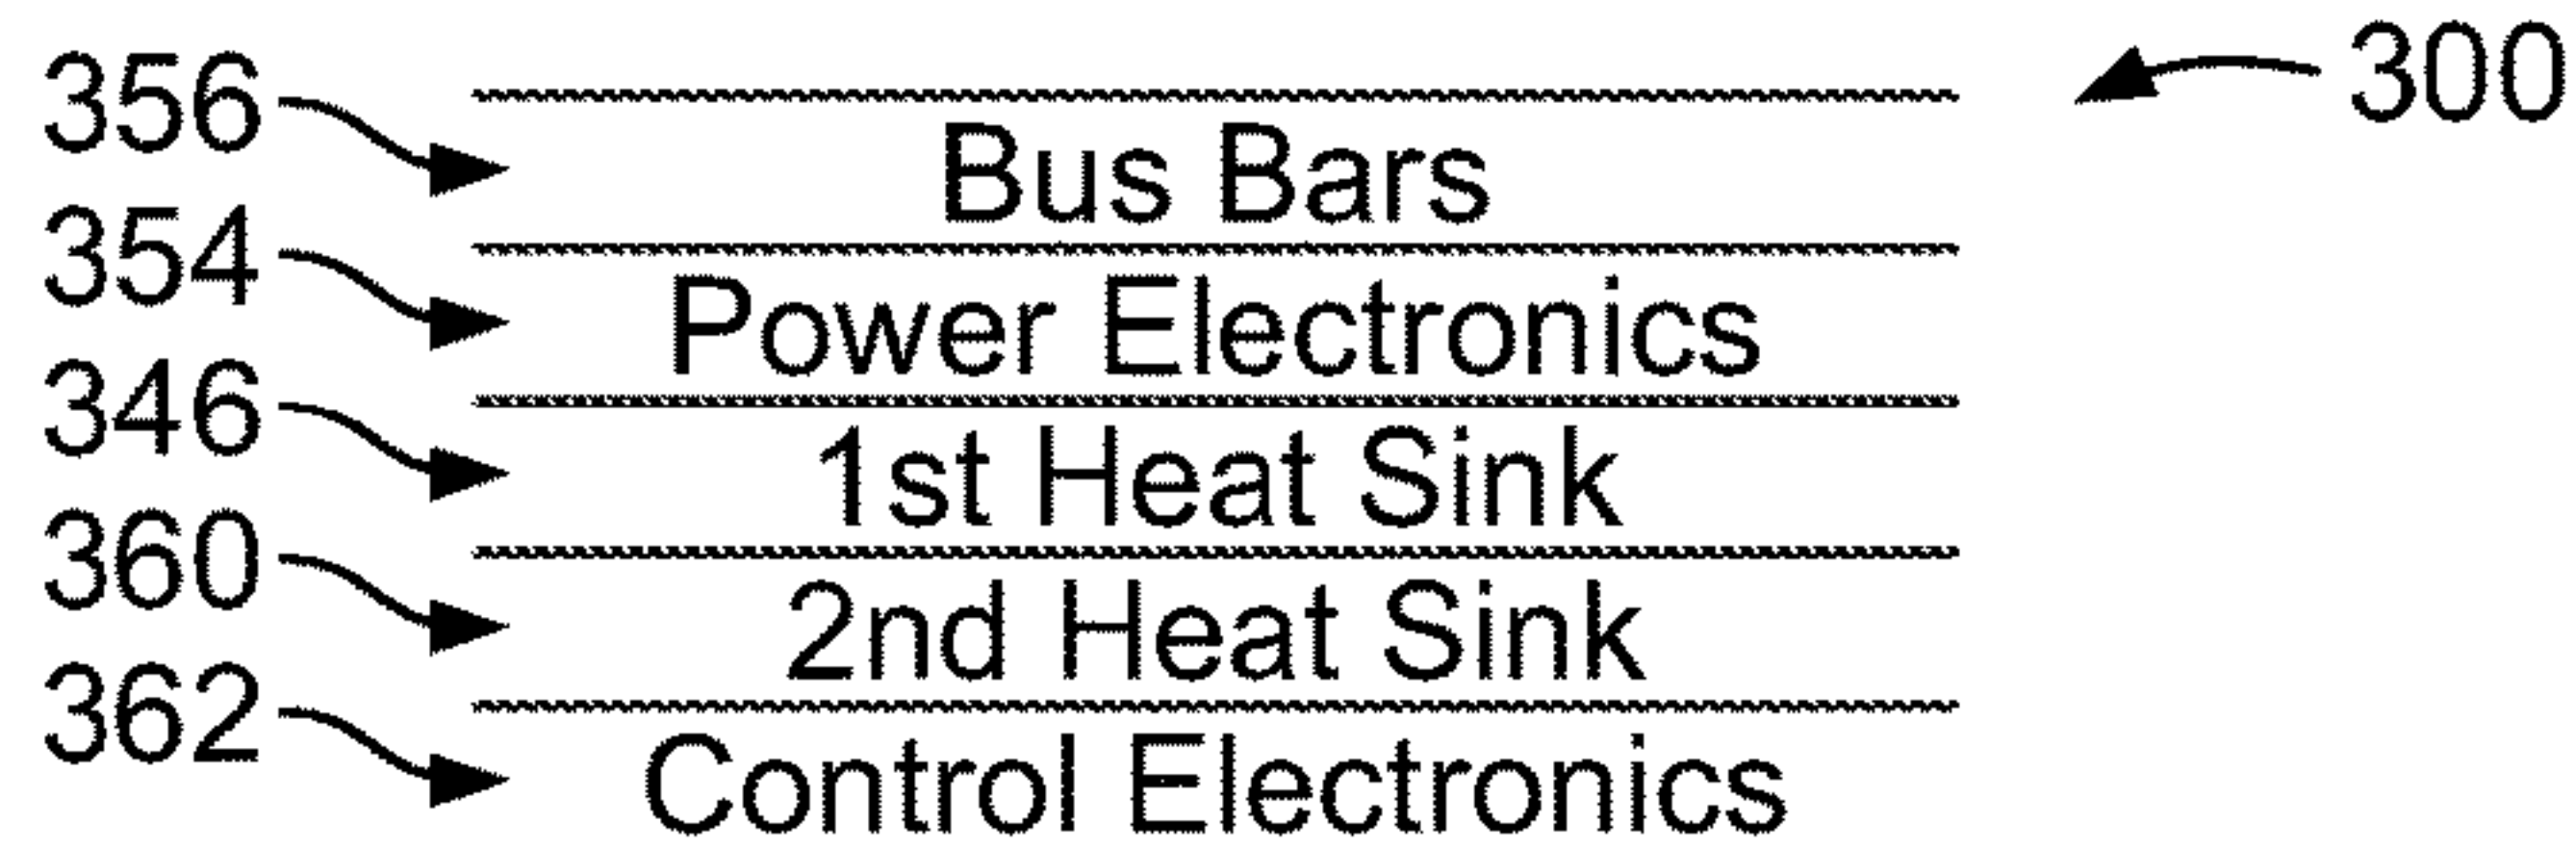 300
356 Bus Bars
354 Power Electronics
346 1st Heat Sink
360 2nd Heat Sink
362 Control Electronics